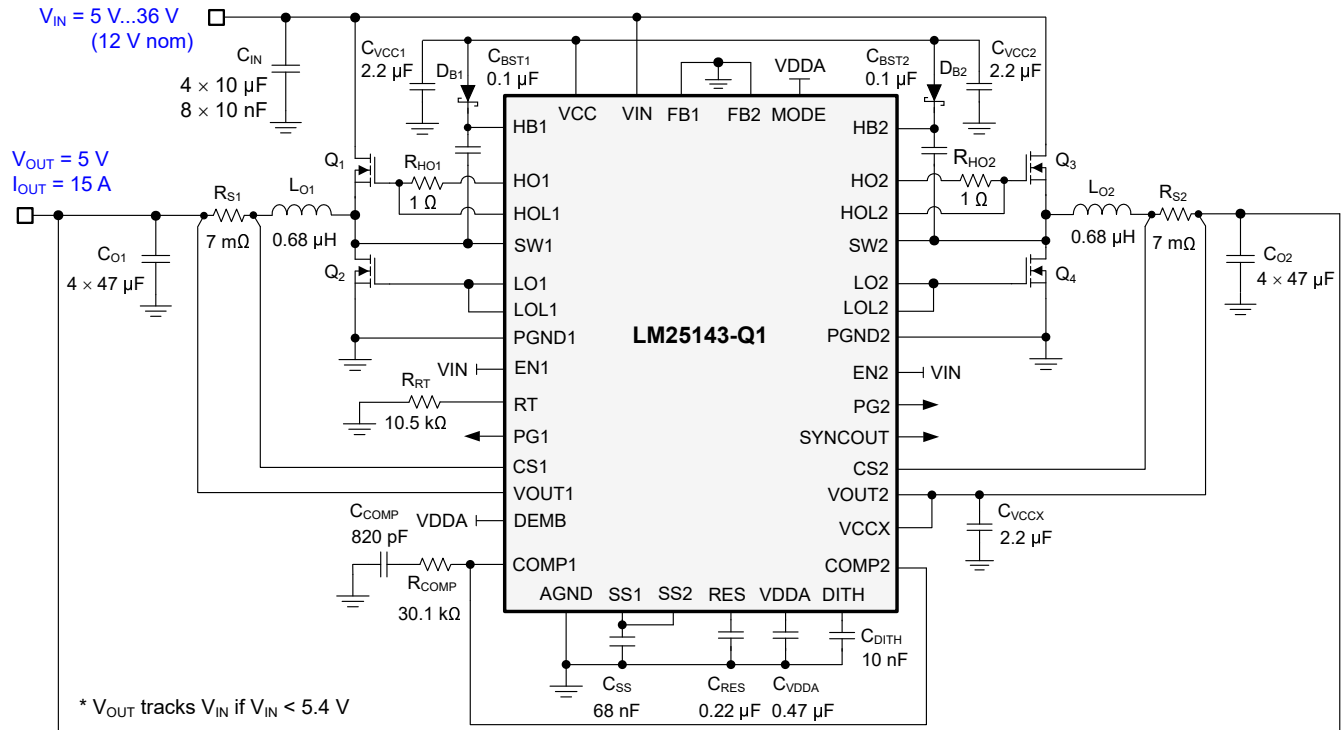 V_IN = 5 V...36 V
(12 V nom)
C_IN
4 × 10 µF
8 × 10 nF
V_OUT = 5 V
I_OUT = 15 A
C_VCC1
2.2 µF
D_B1
C_BST1
0.1 µF
VDDA
C_BST2
0.1 µF
D_B2
C_VCC2
2.2 µF
VCC
VIN
FB1
FB2
MODE
HB1
HO1
HOL1
SW1
LO1
LOL1
PGND1
EN1
RT
PG1
CS1
VOUT1
DEMB
COMP1
LM25143-Q1
HB2
HO2
HOL2
SW2
LO2
LOL2
PGND2
EN2
PG2
SYNCOUT
CS2
VOUT2
VCCX
COMP2
AGND
SS1
SS2
RES
VDDA
DITH
Q1
R_HO1
1 Ω
R_S1
7 mΩ
L_O1
0.68 µH
C_O1
4 × 47 µF
Q2
VIN
R_RT
10.5 kΩ
VDDA
C_COMP
820 pF
R_COMP
30.1 kΩ
R_HO2
1 Ω
Q3
L_O2
0.68 µH
R_S2
7 mΩ
Q4
C_O2
4 × 47 µF
VIN
C_VCCX
2.2 µF
C_DITH
10 nF
C_SS
68 nF
C_RES
0.22 µF
C_VDDA
0.47 µF
* V_OUT tracks V_IN if V_IN < 5.4 V